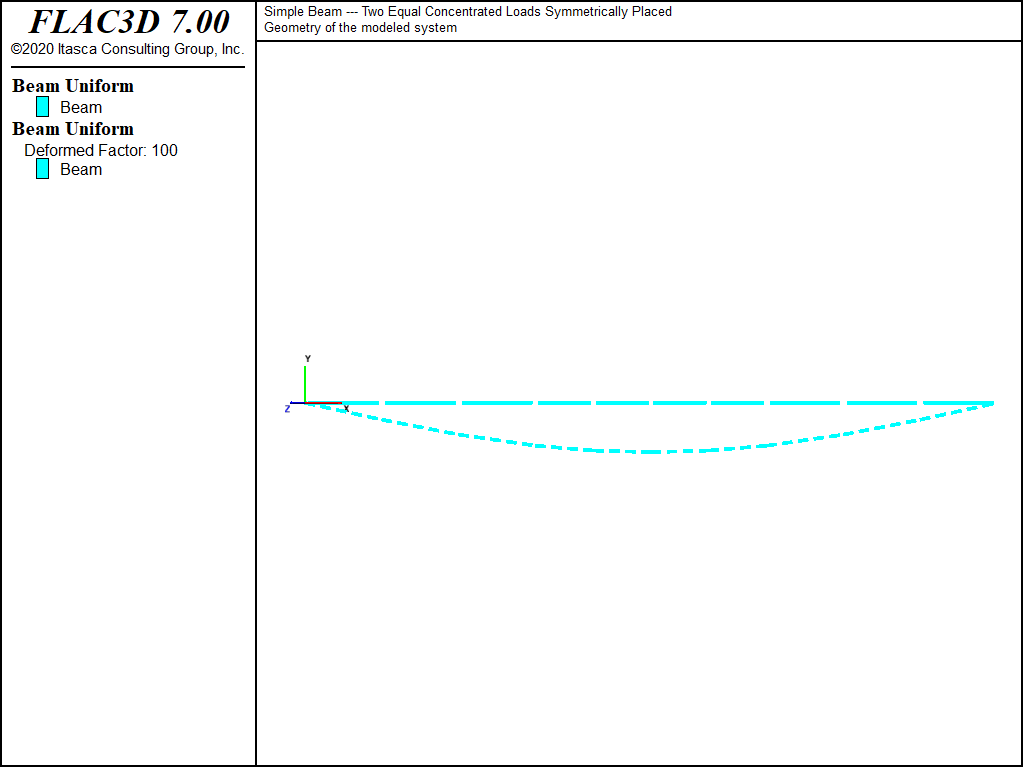 FLAC3D 7.00
©2020 Itasca Consulting Group, Inc.
Beam Uniform
Beam
Beam Uniform
Deformed Factor: 100
Beam
Simple Beam --- Two Equal Concentrated Loads Symmetrically Placed
Geometry of the modeled system
Y
Z
X